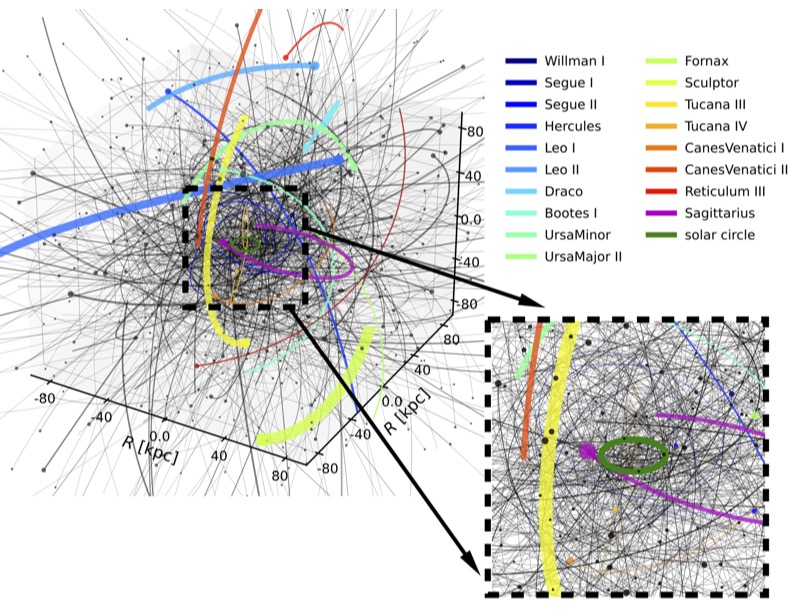 Willman I
Segue I
Segue II
Hercules
Leo I
Leo II
Draco
Bootes I
UrsaMinor
UrsaMajor II
Fornax
Sculptor
Tucana III
Tucana IV
CanesVenatici I
CanesVenatici II
Reticulum III
Sagittarius
solar circle
80
40
0.0
-40
-80
80
40
0.0
-40
-80
R [kpc]
-80
-40
0.0
40
80
R [kpc]